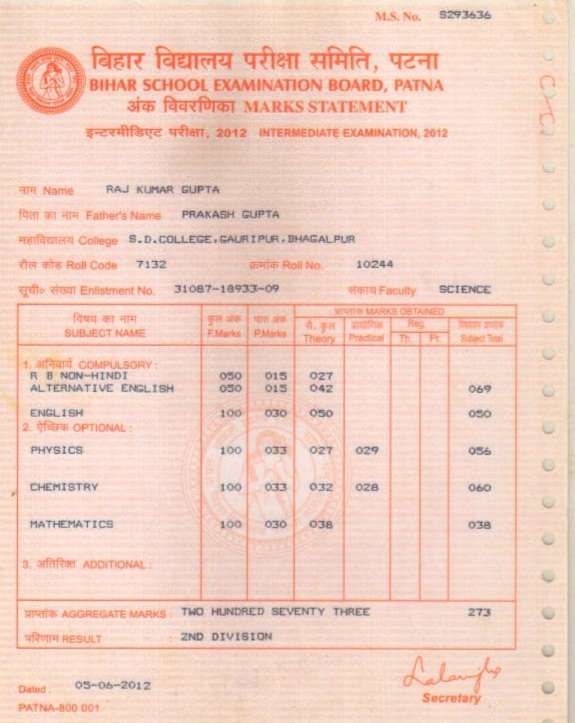 M.S. No. S293636
बिहार विद्यालय परीक्षा समिति, पटना
BIHAR SCHOOL EXAMINATION BOARD, PATNA
अंक विवरणिका MARKS STATEMENT
इन्टरमीडिएट परीक्षा, 2012 INTERMEDIATE EXAMINATION, 2012
नाम Name RAJ KUMAR GUPTA
पिता का नाम Father's Name PRAKASH GUPTA
महाविद्यालय College S.D.COLLEGE,GAURIPUR,BHAGALPUR
रौल कोड Roll Code 7132 क्रमांक Roll No. 10244
सूची० संख्या Enlistment No. 31087-18933-09 संकाय Faculty SCIENCE
विषय का नाम कुल अंक प्राप्तांक MARKS OBTAINED
SUBJECT NAME F.Marks P.Marks Theory Practical Reg. Th. Pr. Subject Total
1. अनिवार्य COMPULSORY :
R B NON-HINDI 050 015 027
ALTERNATIVE ENGLISH 050 015 042 069
ENGLISH 100 030 050 050
2. ऐच्छिक OPTIONAL :
PHYSICS 100 033 027 029 056
CHEMISTRY 100 033 032 028 060
MATHEMATICS 100 030 038 038
3. अतिरिक्त ADDITIONAL :
प्राप्तांक AGGREGATE MARKS : TWO HUNDRED SEVENTY THREE 273
परिणाम RESULT : 2ND DIVISION
Dated : 05-06-2012
Secretary
PATNA-800 001